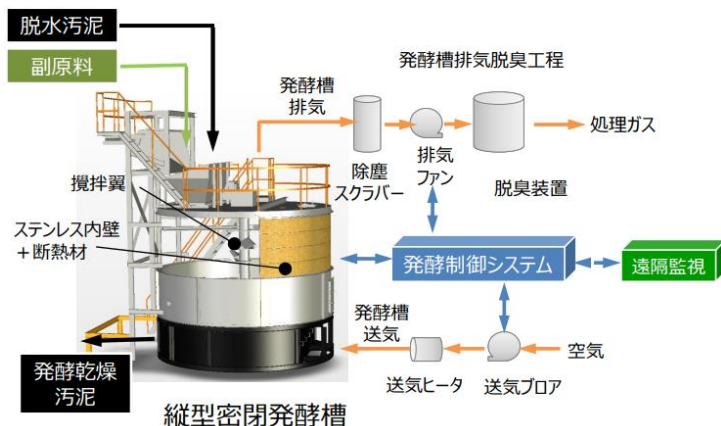 脱水汚泥
副原料
発酵槽
排気
発酵槽排気脱臭工程
処理ガス
除塵
スクラバー
排気
ファン
脱臭装置
攪拌翼
ステンレス内壁
＋断熱材
発酵制御システム
遠隔監視
発酵槽
送気
空気
送気ヒータ
送気ブロア
発酵乾燥
汚泥
縦型密閉発酵槽